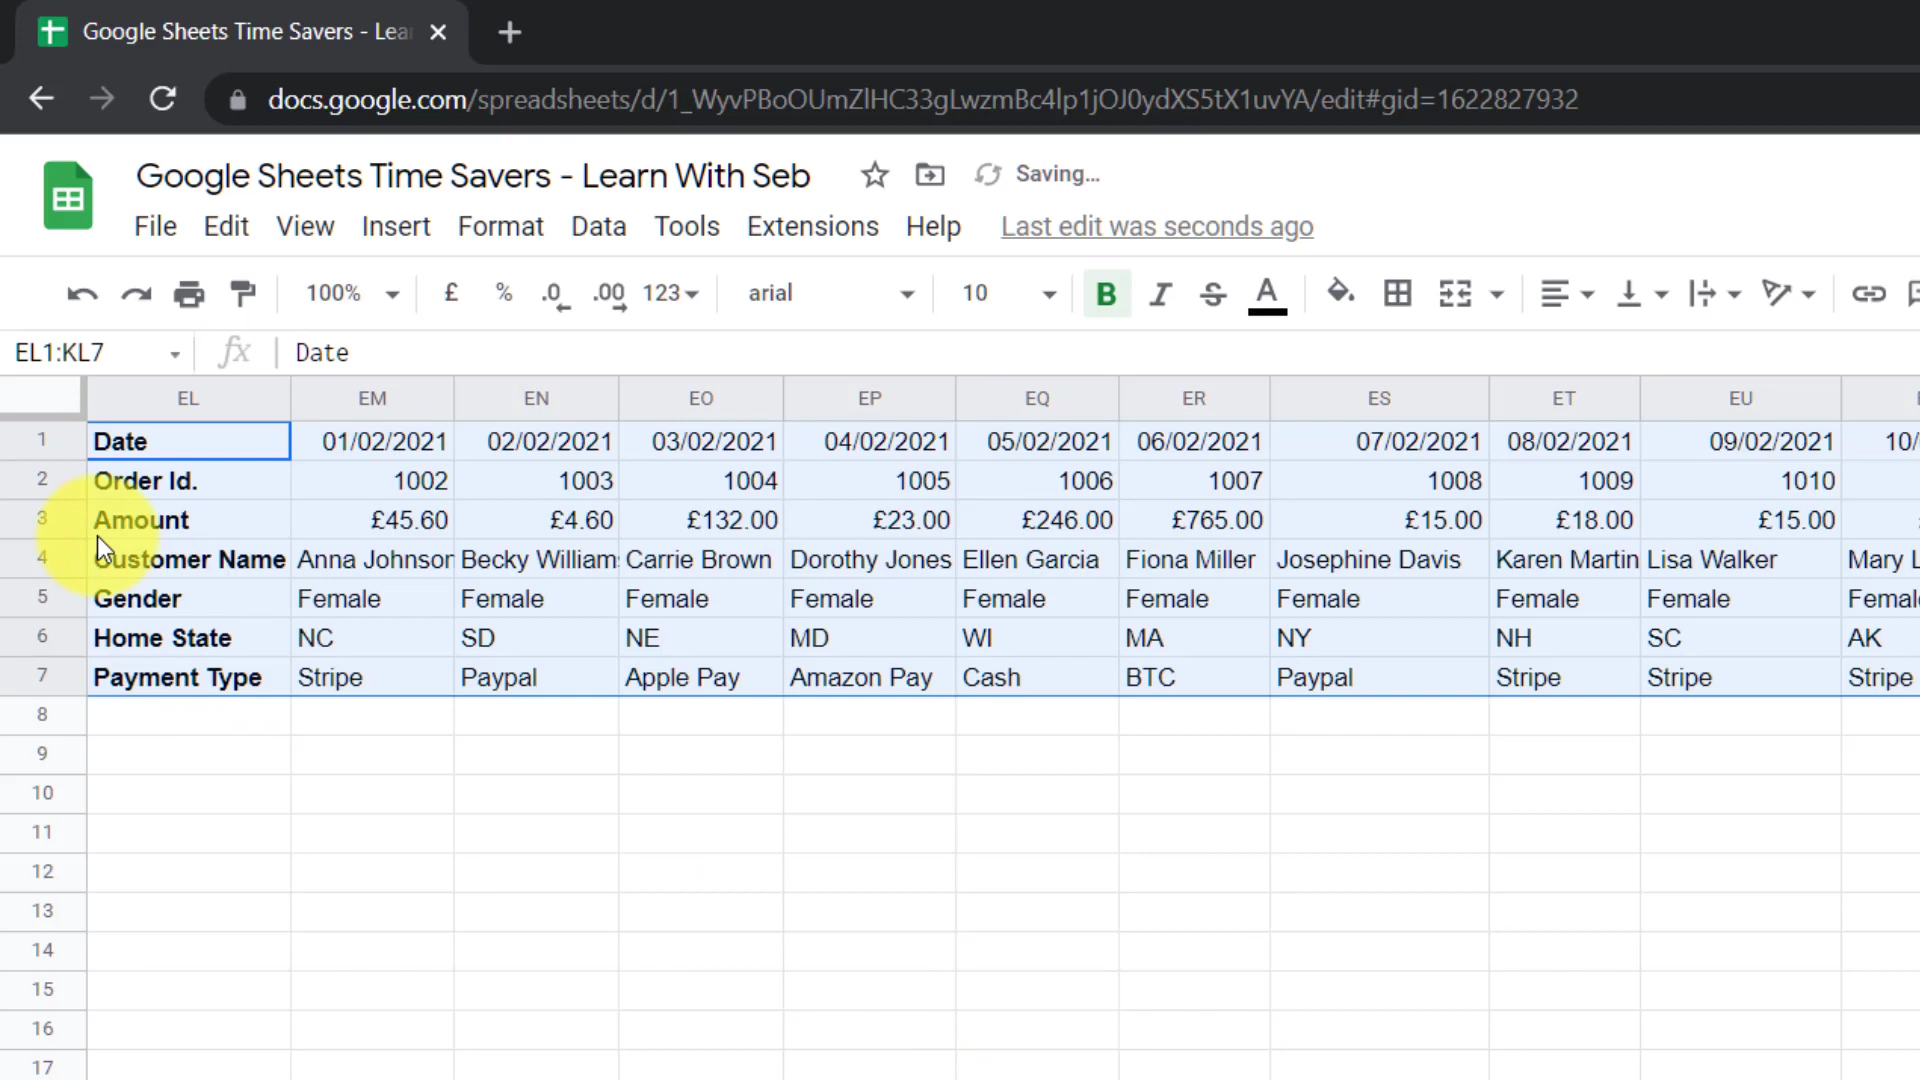 Google Sheets Time Savers - Lea
docs.google.com/spreadsheets/d/1_WyvPBoOUmZlHC33gLwzmBc4lp1jOJ0ydXS5tX1uvYA/edit#gid=1622827932
Google Sheets Time Savers - Learn With Seb Saving...
File Edit View Insert Format Data Tools Extensions Help Last edit was seconds ago
100% £ % .0 .00 123 arial 10 B I S A
EL1:KL7 fx Date
EL EM EN EO EP EQ ER ES ET EU
1 Date 01/02/2021 02/02/2021 03/02/2021 04/02/2021 05/02/2021 06/02/2021 07/02/2021 08/02/2021 09/02/2021 10/
2 Order Id. 1002 1003 1004 1005 1006 1007 1008 1009 1010
3 Amount £45.60 £4.60 £132.00 £23.00 £246.00 £765.00 £15.00 £18.00 £15.00
4 Customer Name Anna Johnson Becky Williams Carrie Brown Dorothy Jones Ellen Garcia Fiona Miller Josephine Davis Karen Martin Lisa Walker Mary L
5 Gender Female Female Female Female Female Female Female Female Female Female
6 Home State NC SD NE MD WI MA NY NH SC AK
7 Payment Type Stripe Paypal Apple Pay Amazon Pay Cash BTC Paypal Stripe Stripe Stripe
8
9
10
11
12
13
14
15
16
17